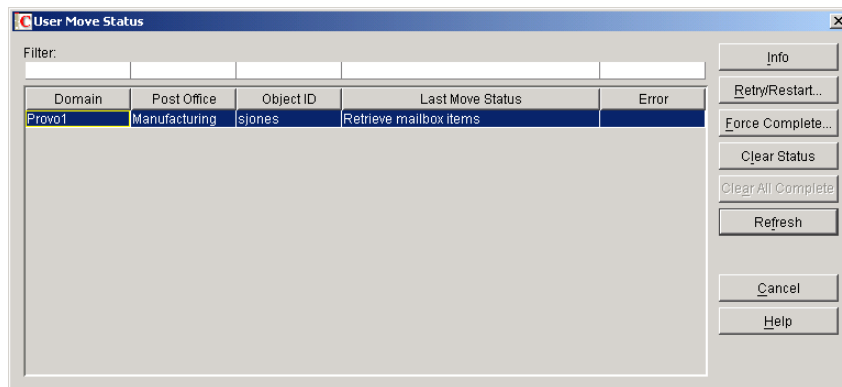 User Move Status
Filter:
Info
Retry/Restart...
Force Complete...
Clear Status
Clear All Complete
Refresh
Cancel
Help
Domain Post Office Object ID Last Move Status Error
Provo1 Manufacturing sjones Retrieve mailbox items